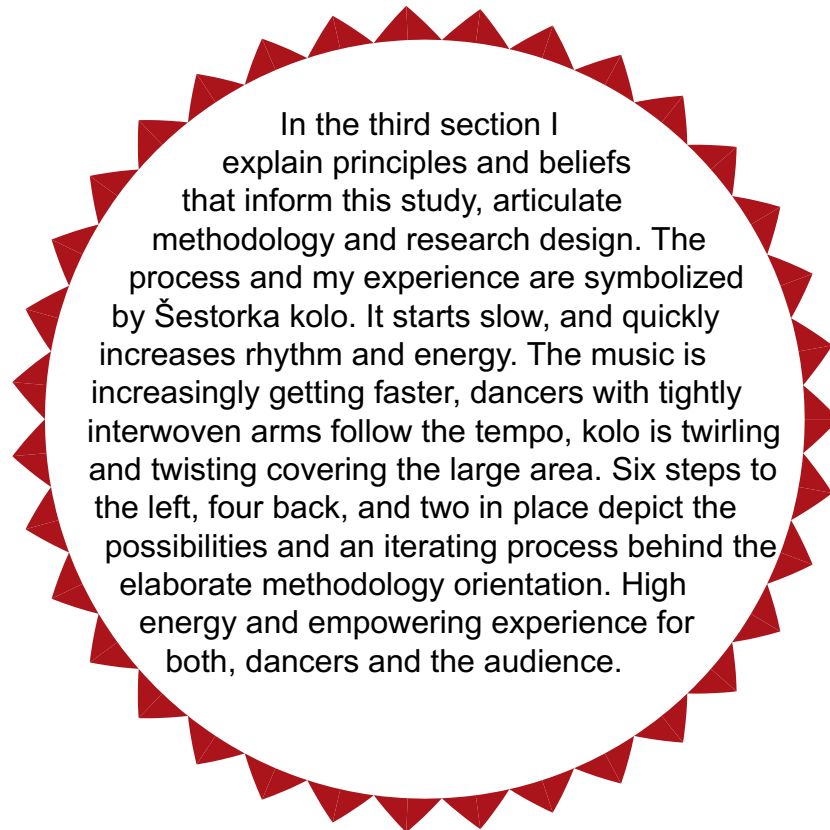 In the third section I
explain principles and beliefs
that inform this study, articulate
methodology and research design. The
process and my experience are symbolized
by Šestorka kolo. It starts slow, and quickly
increases rhythm and energy. The music is
increasingly getting faster, dancers with tightly
interwoven arms follow the tempo, kolo is twirling
and twisting covering the large area. Six steps to
the left, four back, and two in place depict the
possibilities and an iterating process behind the
elaborate methodology orientation. High
energy and empowering experience for
both, dancers and the audience.